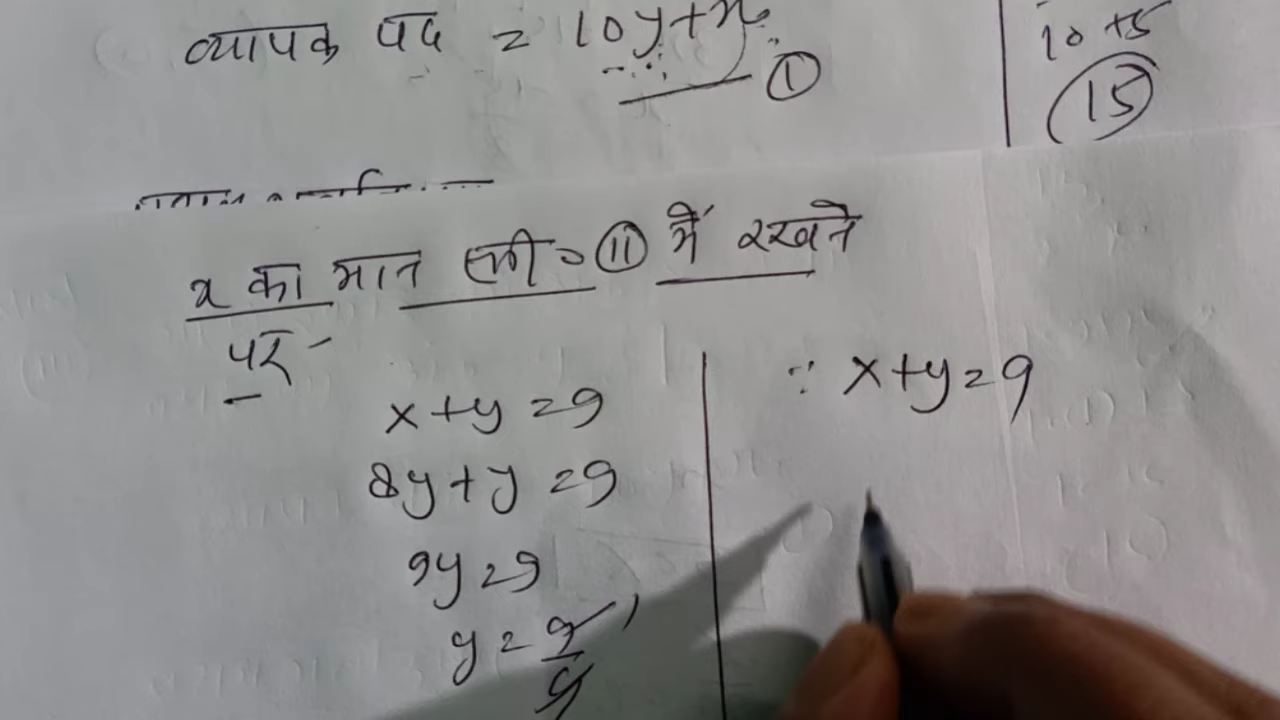 व्यापक पद = 10y+x
①
10+5
15
x का मान समी० ⑪ में रखने
पर -
x+y=9
8y+y=9
9y=9
y=9/9 1
∵ x+y=9